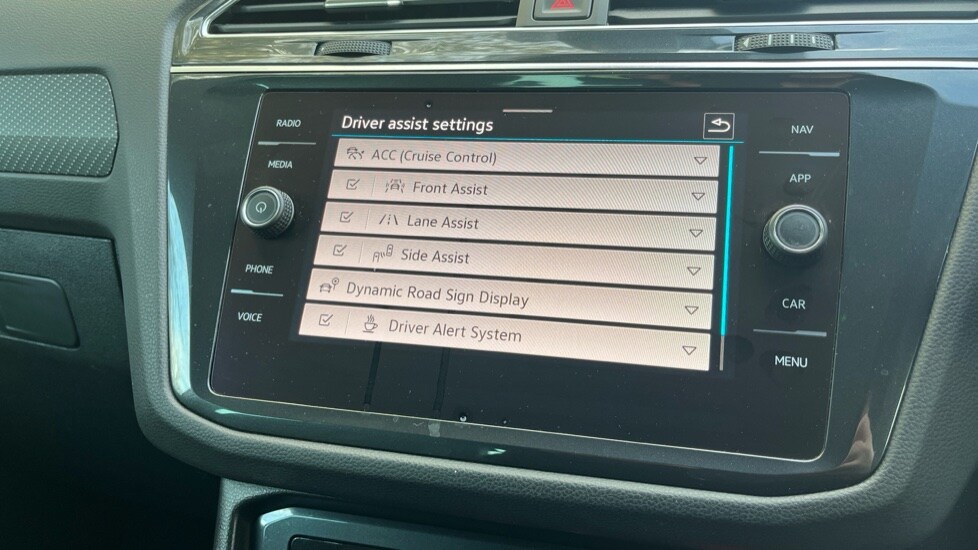 Driver assist settings
ACC (Cruise Control)
Front Assist
Lane Assist
Side Assist
Dynamic Road Sign Display
Driver Alert System
RADIO
MEDIA
PHONE
VOICE
NAV
APP
CAR
MENU